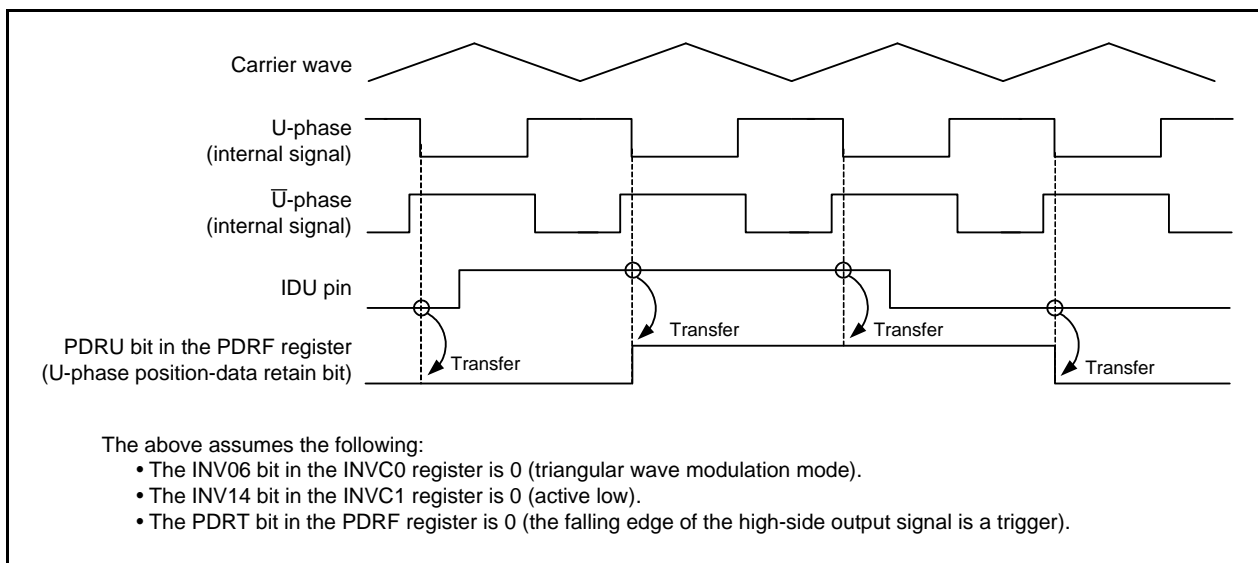 Carrier wave
U-phase
(internal signal)
U̅-phase
(internal signal)
IDU pin
Transfer
Transfer
PDRU bit in the PDRF register
(U-phase position-data retain bit)
Transfer
Transfer
The above assumes the following:
• The INV06 bit in the INVC0 register is 0 (triangular wave modulation mode).
• The INV14 bit in the INVC1 register is 0 (active low).
• The PDRT bit in the PDRF register is 0 (the falling edge of the high-side output signal is a trigger).